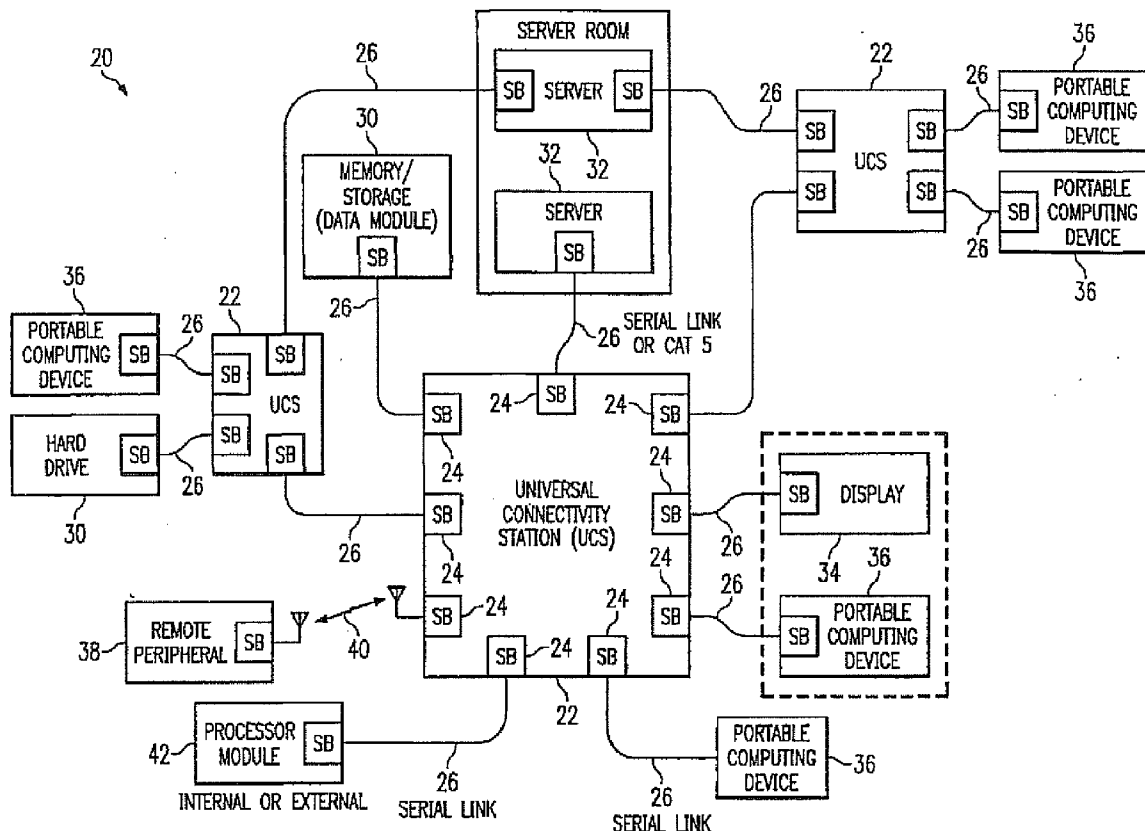 20
26
SERVER ROOM
SB
SERVER
SB
32
32
SERVER
SB
26
SERIAL LINK
OR CAT 5
30
MEMORY/
STORAGE
(DATA MODULE)
SB
26
26
22
SB
SB
UCS
SB
SB
26
36
SB
PORTABLE
COMPUTING
DEVICE
26
SB
PORTABLE
COMPUTING
DEVICE
36
36
PORTABLE
COMPUTING
DEVICE
SB
26
22
SB
SB
UCS
SB
SB
HARD
DRIVE
SB
26
30
26
24
SB
SB
24
24
SB
24
SB
24
SB
24
SB
24
SB
24
SB
24
SB
24
SB
UNIVERSAL
CONNECTIVITY
STATION (UCS)
22
26
SB
DISPLAY
34
26
36
SB
PORTABLE
COMPUTING
DEVICE
38
REMOTE
PERIPHERAL
SB
40
42
PROCESSOR
MODULE
SB
INTERNAL OR EXTERNAL
26
SERIAL LINK
26
SERIAL LINK
PORTABLE
COMPUTING
DEVICE
36